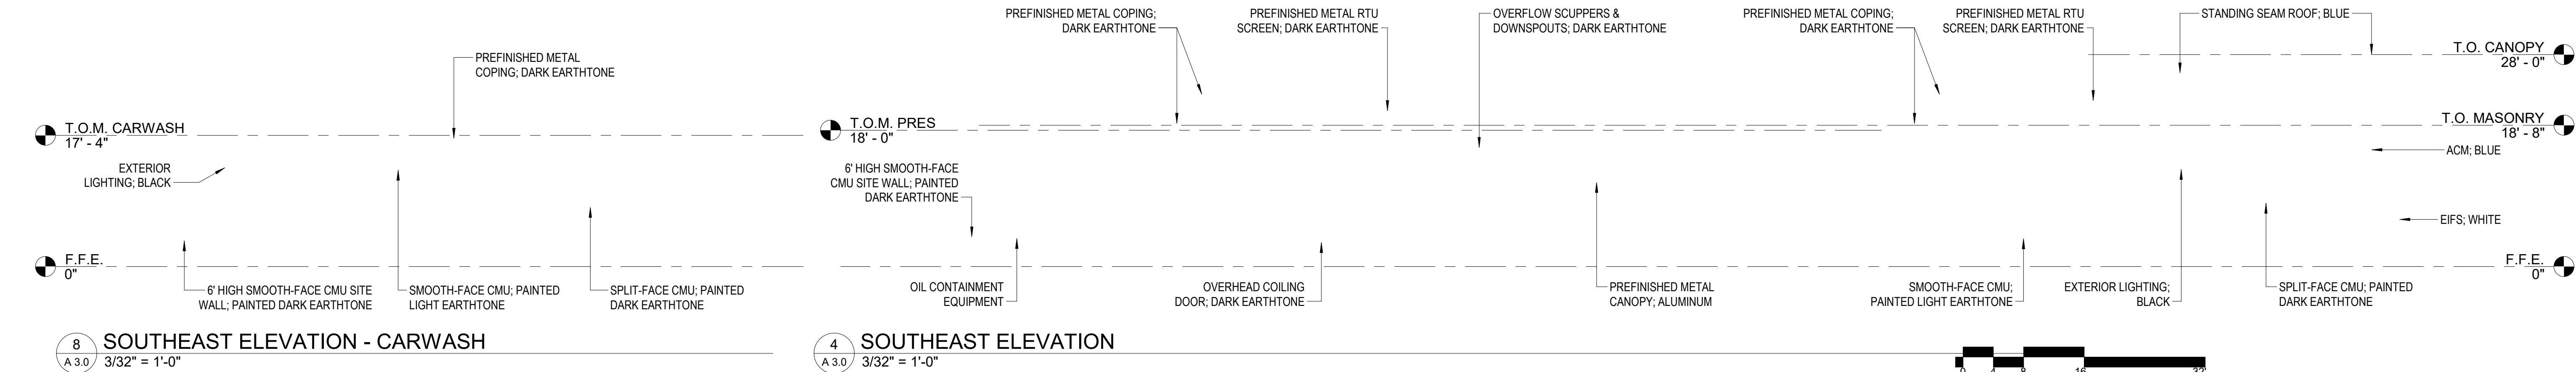 PREFINISHED METAL
COPING; DARK EARTHTONE
T.O.M. CARWASH
17' - 4"
EXTERIOR
LIGHTING; BLACK
F.F.E.
0"
6' HIGH SMOOTH-FACE CMU SITE
WALL; PAINTED DARK EARTHTONE
SMOOTH-FACE CMU; PAINTED
LIGHT EARTHTONE
SPLIT-FACE CMU; PAINTED
DARK EARTHTONE
8
A 3.0
SOUTHEAST ELEVATION - CARWASH
3/32" = 1'-0"
PREFINISHED METAL COPING;
DARK EARTHTONE
PREFINISHED METAL RTU
SCREEN; DARK EARTHTONE
OVERFLOW SCUPPERS &
DOWNSPOUTS; DARK EARTHTONE
PREFINISHED METAL COPING;
DARK EARTHTONE
PREFINISHED METAL RTU
SCREEN; DARK EARTHTONE
STANDING SEAM ROOF; BLUE
T.O. CANOPY
28' - 0"
T.O.M. PRES
18' - 0"
T.O. MASONRY
18' - 8"
ACM; BLUE
6' HIGH SMOOTH-FACE
CMU SITE WALL; PAINTED
DARK EARTHTONE
EIFS; WHITE
F.F.E.
0"
OIL CONTAINMENT
EQUIPMENT
OVERHEAD COILING
DOOR; DARK EARTHTONE
PREFINISHED METAL
CANOPY; ALUMINUM
SMOOTH-FACE CMU;
PAINTED LIGHT EARTHTONE
EXTERIOR LIGHTING;
BLACK
SPLIT-FACE CMU; PAINTED
DARK EARTHTONE
4
A 3.0
SOUTHEAST ELEVATION
3/32" = 1'-0"
0 4 8 16 32'